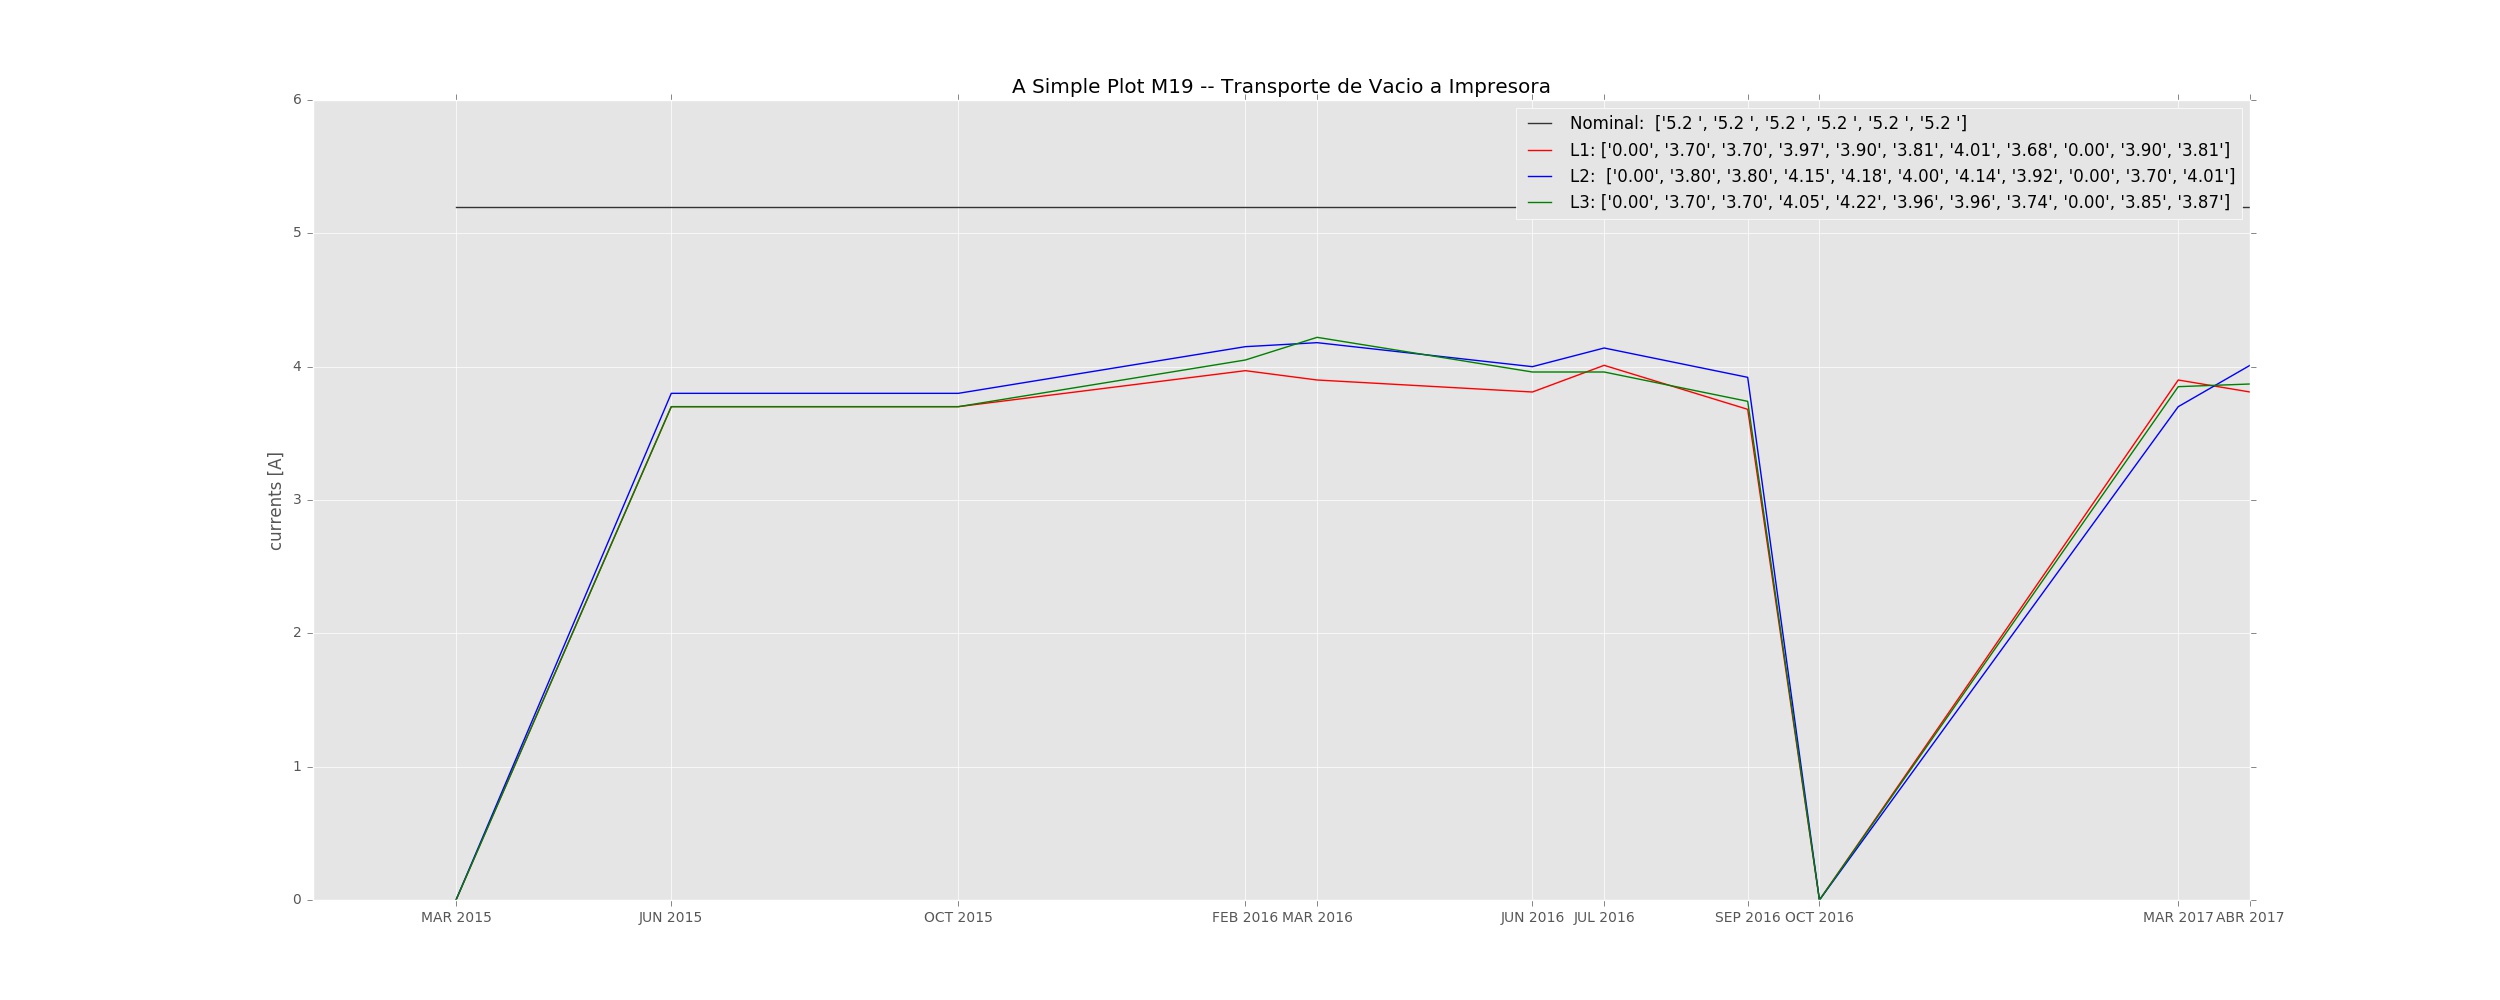 A Simple Plot M19 -- Transporte de Vacio a Impresora
Nominal:  ['5.2 ', '5.2 ', '5.2 ', '5.2 ', '5.2 ', '5.2 ']
L1: ['0.00', '3.70', '3.70', '3.97', '3.90', '3.81', '4.01', '3.68', '0.00', '3.90', '3.81']
L2:  ['0.00', '3.80', '3.80', '4.15', '4.18', '4.00', '4.14', '3.92', '0.00', '3.70', '4.01']
L3: ['0.00', '3.70', '3.70', '4.05', '4.22', '3.96', '3.96', '3.74', '0.00', '3.85', '3.87']
currents [A]
6
5
4
3
2
1
0
MAR 2015 JUN 2015 OCT 2015 FEB 2016 MAR 2016 JUN 2016 JUL 2016 SEP 2016 OCT 2016 MAR 2017 ABR 2017